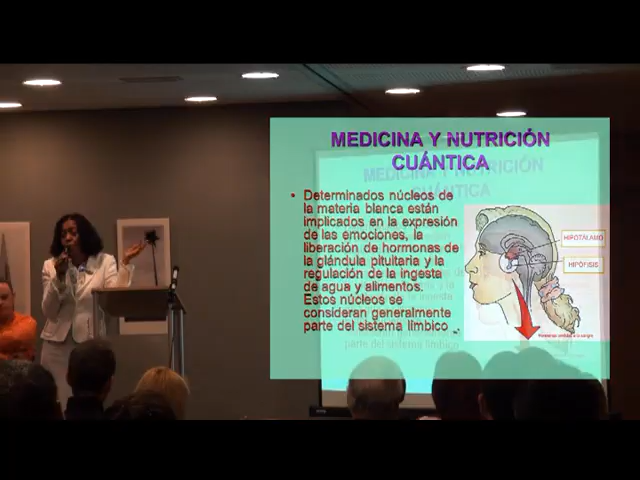 MEDICINA Y NUTRICIÓN
CUÁNTICA
• Determinados núcleos de
la materia blanca están
implicados en la expresión
de las emociones, la
liberación de hormonas de
la glándula pituitaria y la
regulación de la ingesta
de agua y alimentos.
Estos núcleos se
consideran generalmente
parte del sistema límbico
HIPOTÁLAMO
HIPÓFISIS